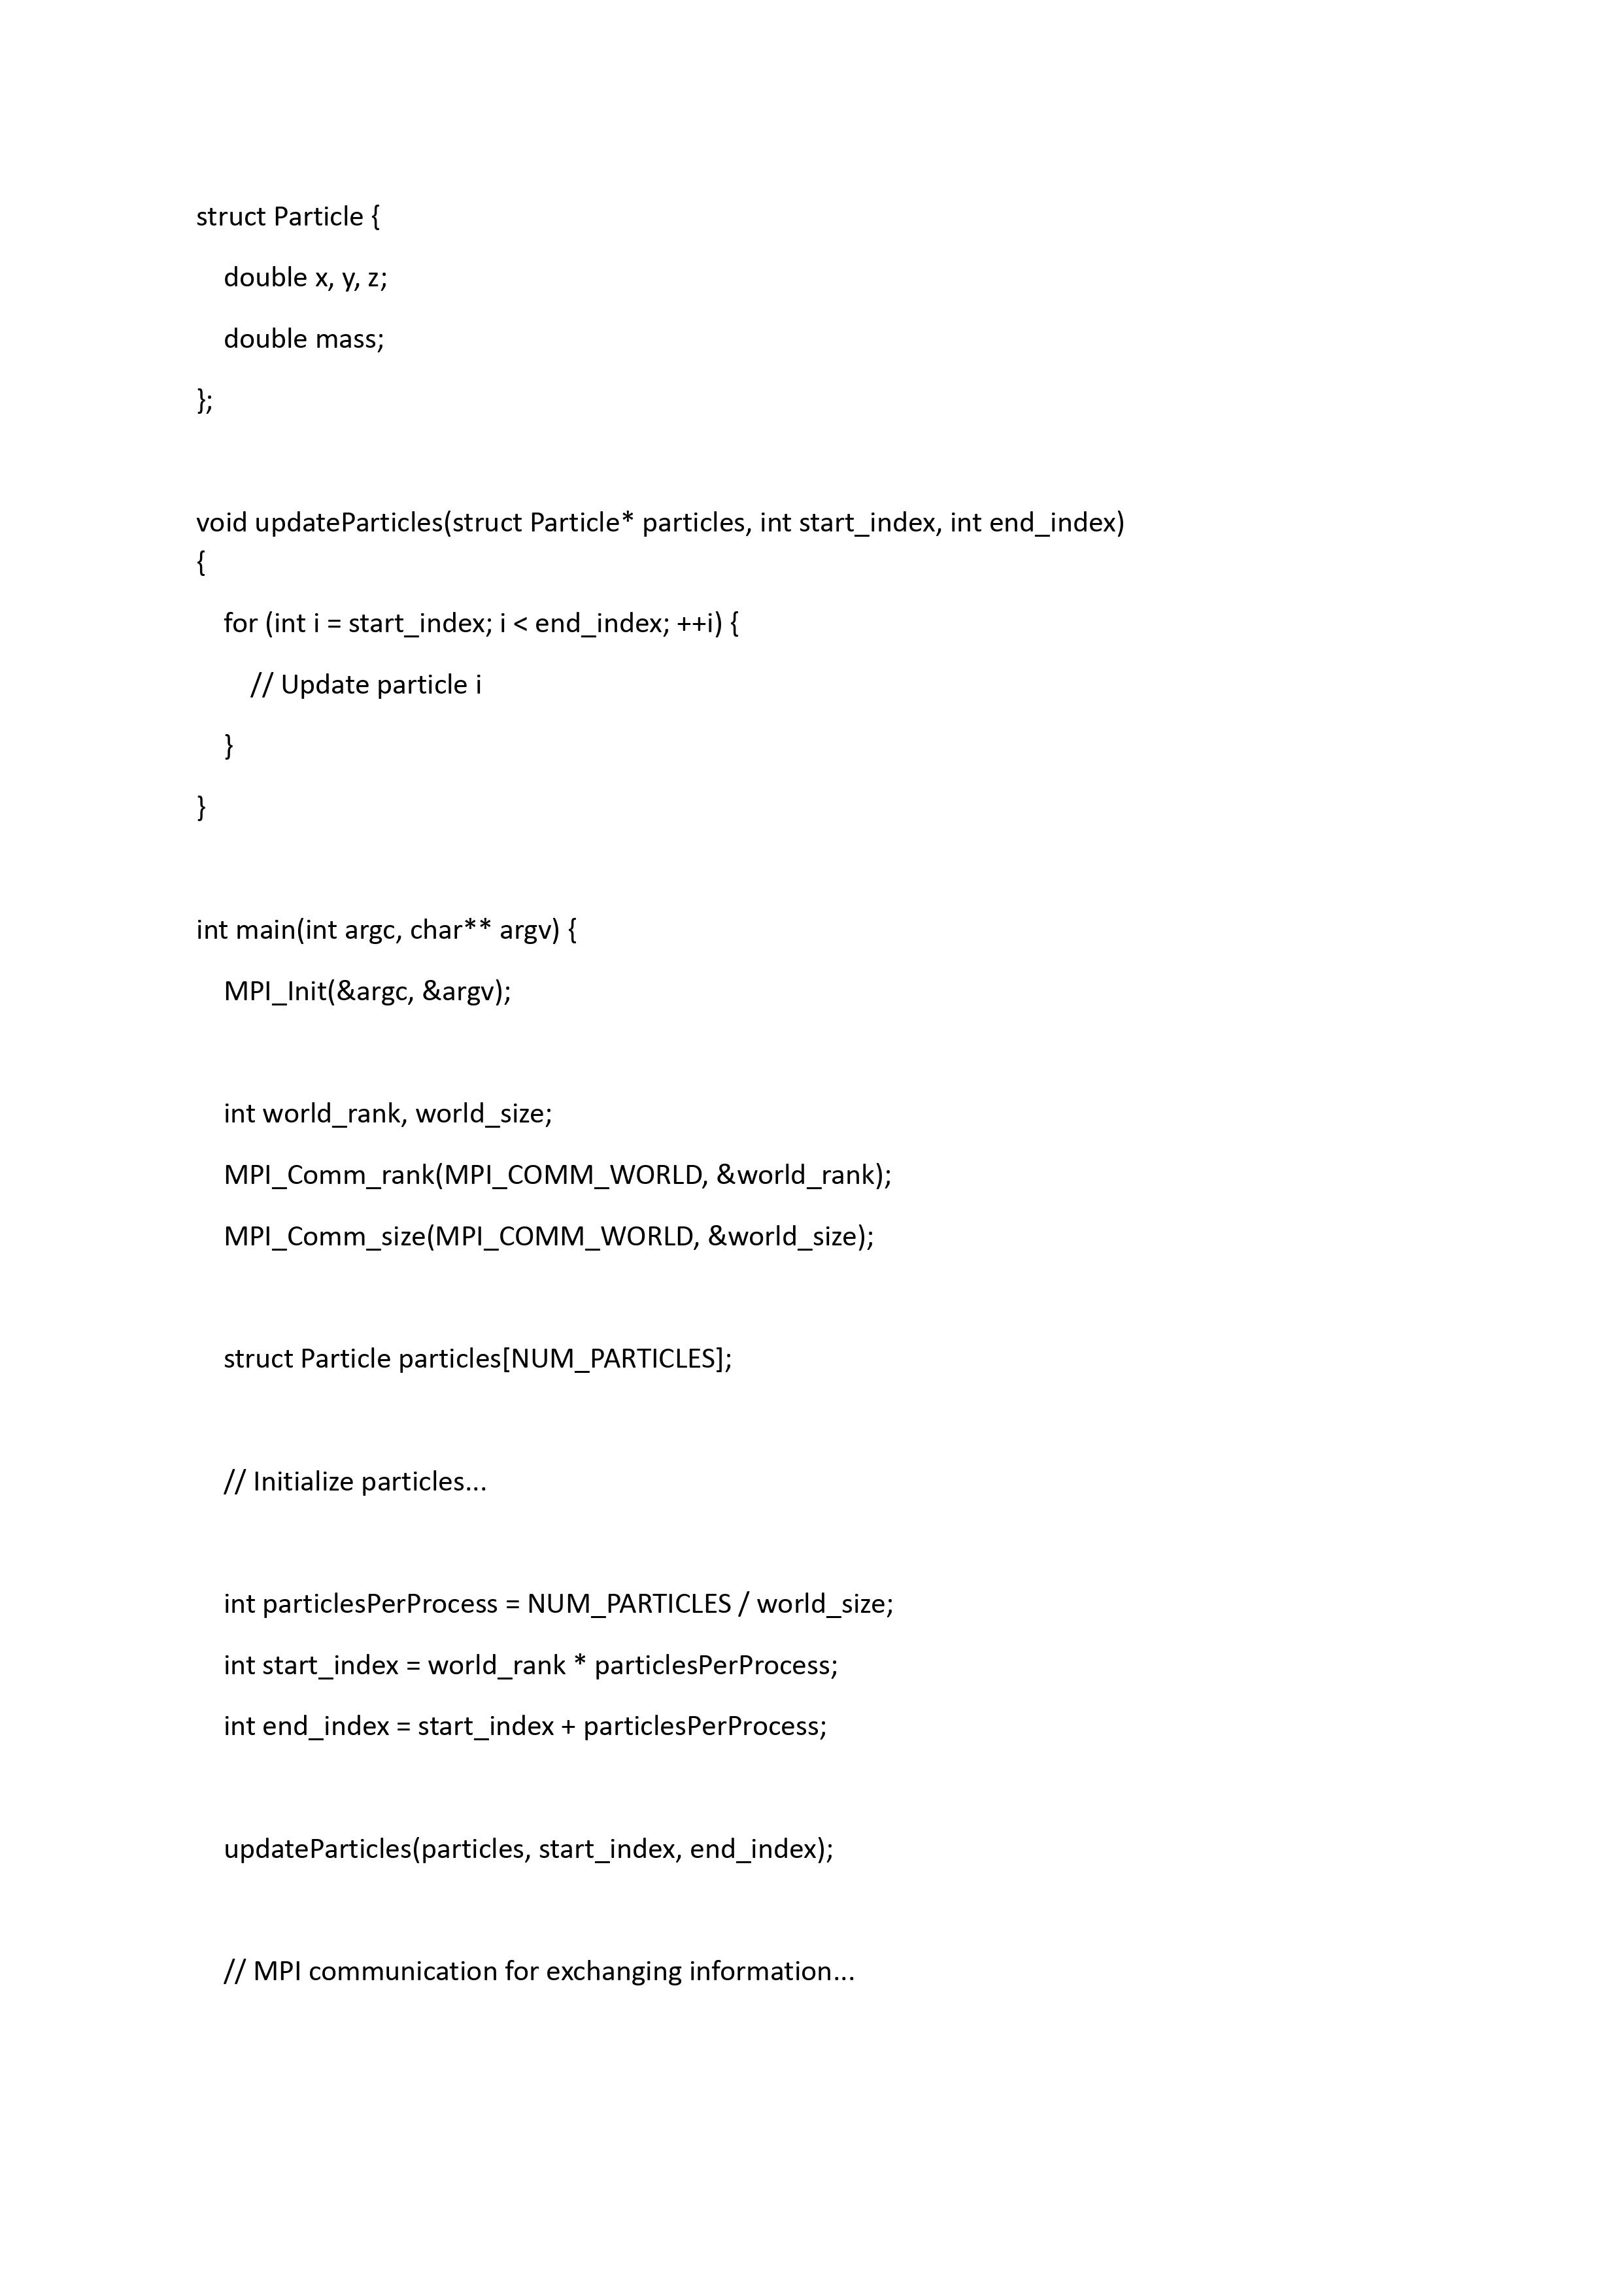 struct Particle {
double x, y, z;
double mass;
};
void updateParticles(struct Particle* particles, int start_index, int end_index)
{
for (int i = start_index; i < end_index; ++i) {
// Update particle i
}
}
int main(int argc, char** argv) {
MPI_Init(&argc, &argv);
int world_rank, world_size;
MPI_Comm_rank(MPI_COMM_WORLD, &world_rank);
MPI_Comm_size(MPI_COMM_WORLD, &world_size);
struct Particle particles[NUM_PARTICLES];
// Initialize particles...
int particlesPerProcess = NUM_PARTICLES / world_size;
int start_index = world_rank * particlesPerProcess;
int end_index = start_index + particlesPerProcess;
updateParticles(particles, start_index, end_index);
// MPI communication for exchanging information...